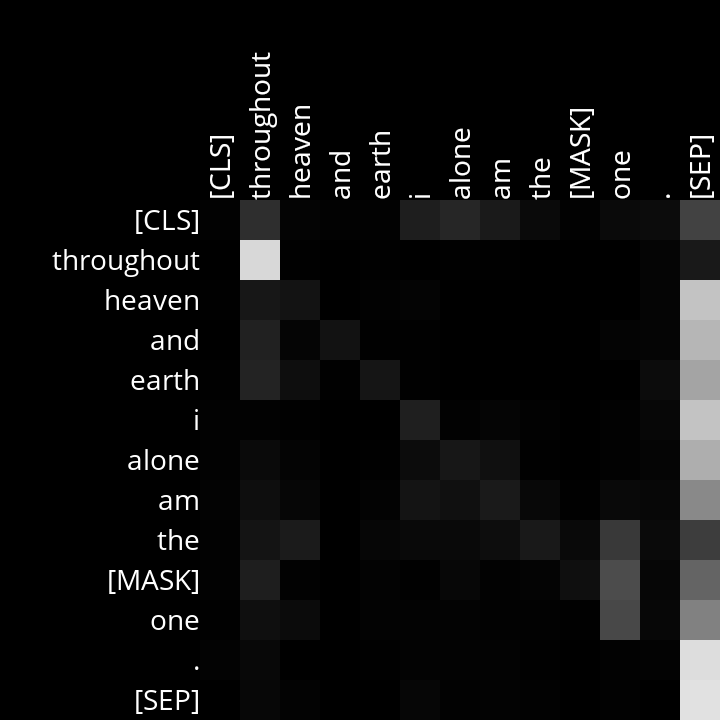 [CLS] throughout heaven and earth i alone am the [MASK] one . [SEP]
[CLS]
throughout
heaven
and
earth
i
alone
am
the
[MASK]
one
.
[SEP]